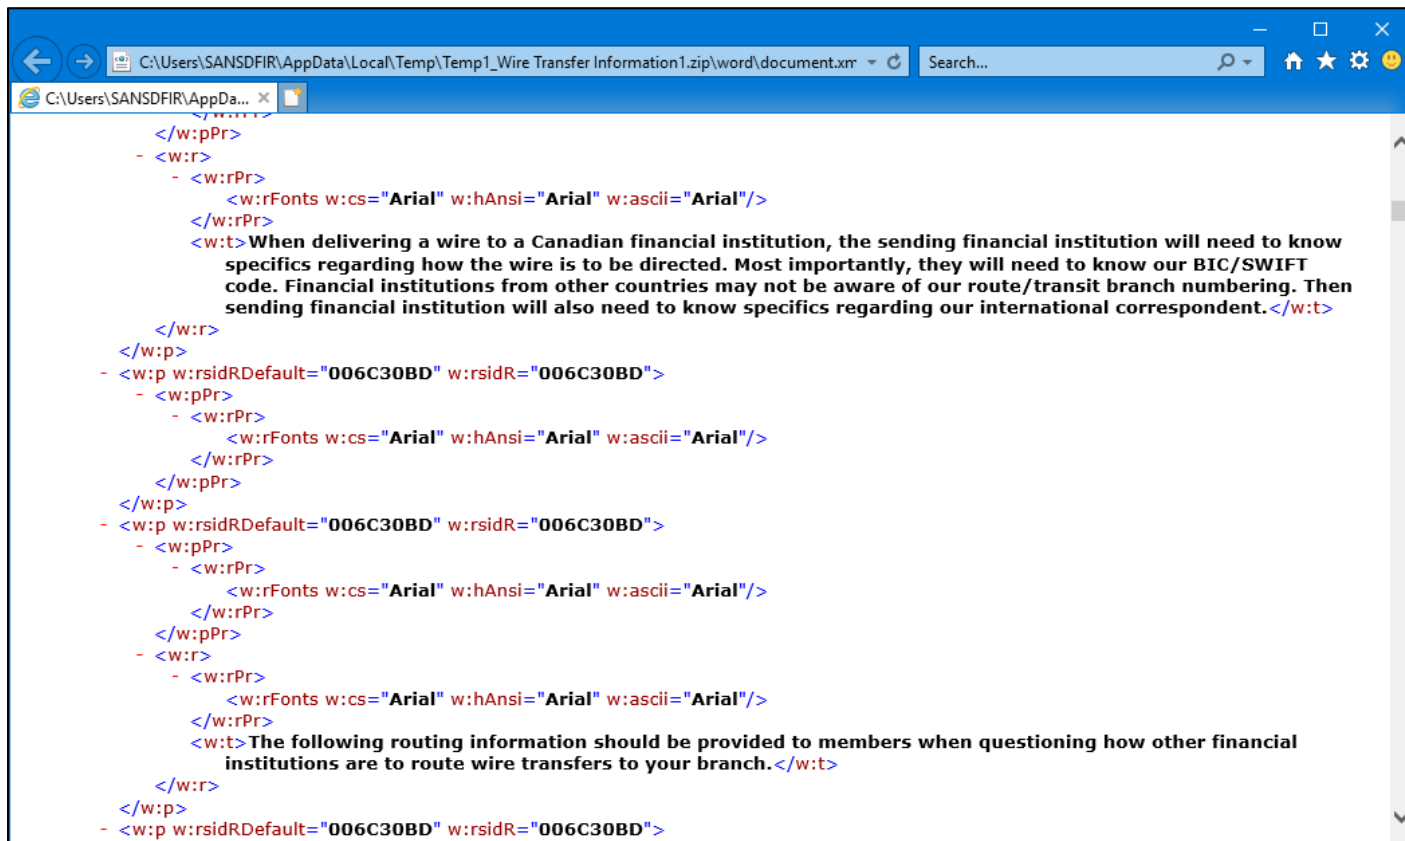 C:\Users\SANSDFIR\AppData\Local\Temp\Temp1_Wire Transfer Information1.zip\word\document.xm
Search...
C:\Users\SANSDFIR\AppDa...
</w:rPr>
</w:pPr>
- <w:r>
- <w:rPr>
<w:rFonts w:cs="Arial" w:hAnsi="Arial" w:ascii="Arial"/>
</w:rPr>
<w:t>When delivering a wire to a Canadian financial institution, the sending financial institution will need to know
specifics regarding how the wire is to be directed. Most importantly, they will need to know our BIC/SWIFT
code. Financial institutions from other countries may not be aware of our route/transit branch numbering. Then
sending financial institution will also need to know specifics regarding our international correspondent.</w:t>
</w:r>
</w:p>
- <w:p w:rsidRDefault="006C30BD" w:rsidR="006C30BD">
- <w:pPr>
- <w:rPr>
<w:rFonts w:cs="Arial" w:hAnsi="Arial" w:ascii="Arial"/>
</w:rPr>
</w:pPr>
</w:p>
- <w:p w:rsidRDefault="006C30BD" w:rsidR="006C30BD">
- <w:pPr>
- <w:rPr>
<w:rFonts w:cs="Arial" w:hAnsi="Arial" w:ascii="Arial"/>
</w:rPr>
</w:pPr>
- <w:r>
- <w:rPr>
<w:rFonts w:cs="Arial" w:hAnsi="Arial" w:ascii="Arial"/>
</w:rPr>
<w:t>The following routing information should be provided to members when questioning how other financial
institutions are to route wire transfers to your branch.</w:t>
</w:r>
</w:p>
- <w:p w:rsidRDefault="006C30BD" w:rsidR="006C30BD">